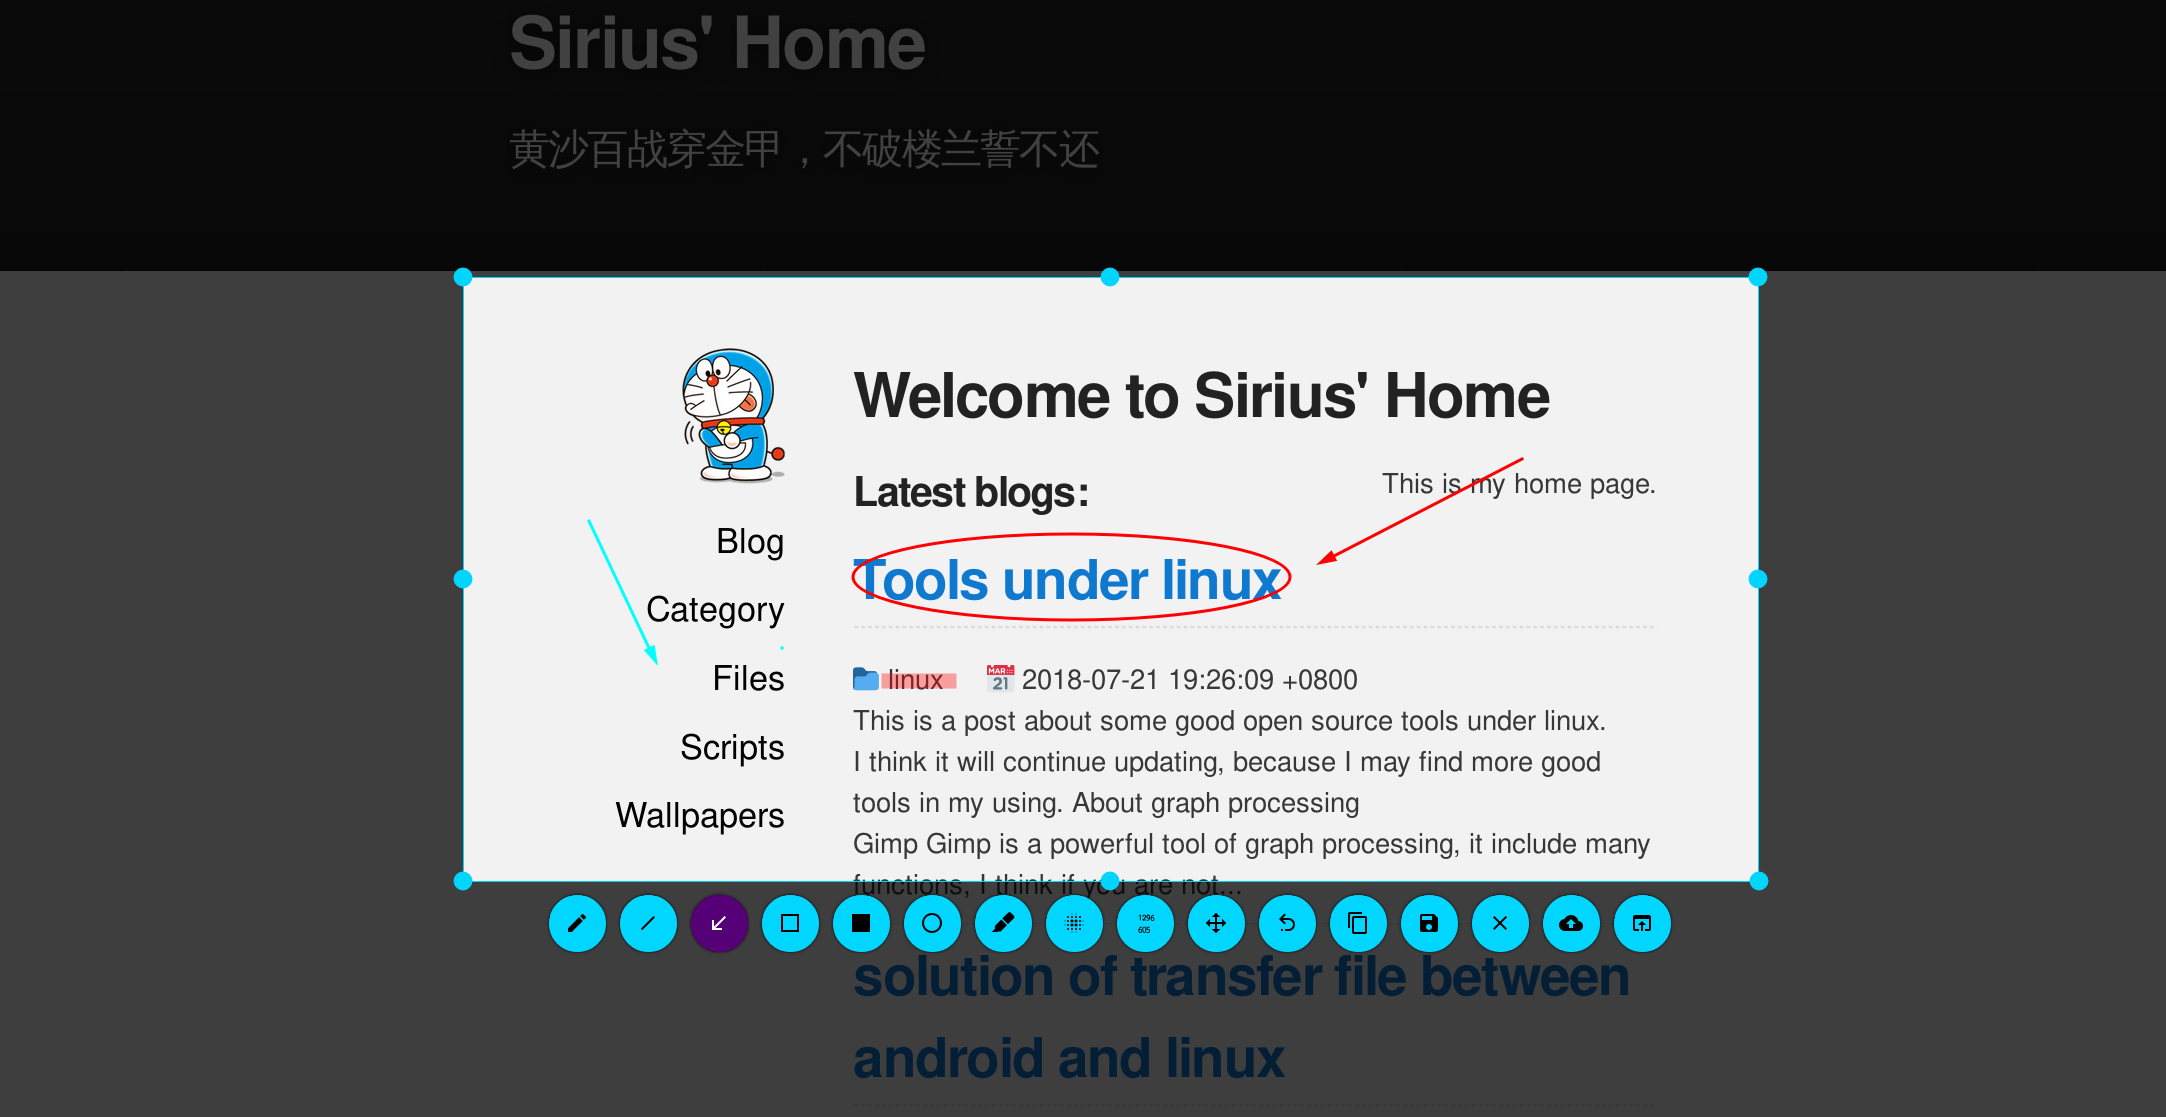 Sirius' Home
黄沙百战穿金甲，不破楼兰誓不还
Welcome to Sirius' Home
Latest blogs:
This is my home page.
Blog
Category
Files
Scripts
Wallpapers
Tools under linux
linux MAR 21 2018-07-21 19:26:09 +0800
This is a post about some good open source tools under linux.
I think it will continue updating, because I may find more good
tools in my using. About graph processing
Gimp Gimp is a powerful tool of graph processing, it include many
functions, I think if you are not...
1296
605
solution of transfer file between
android and linux